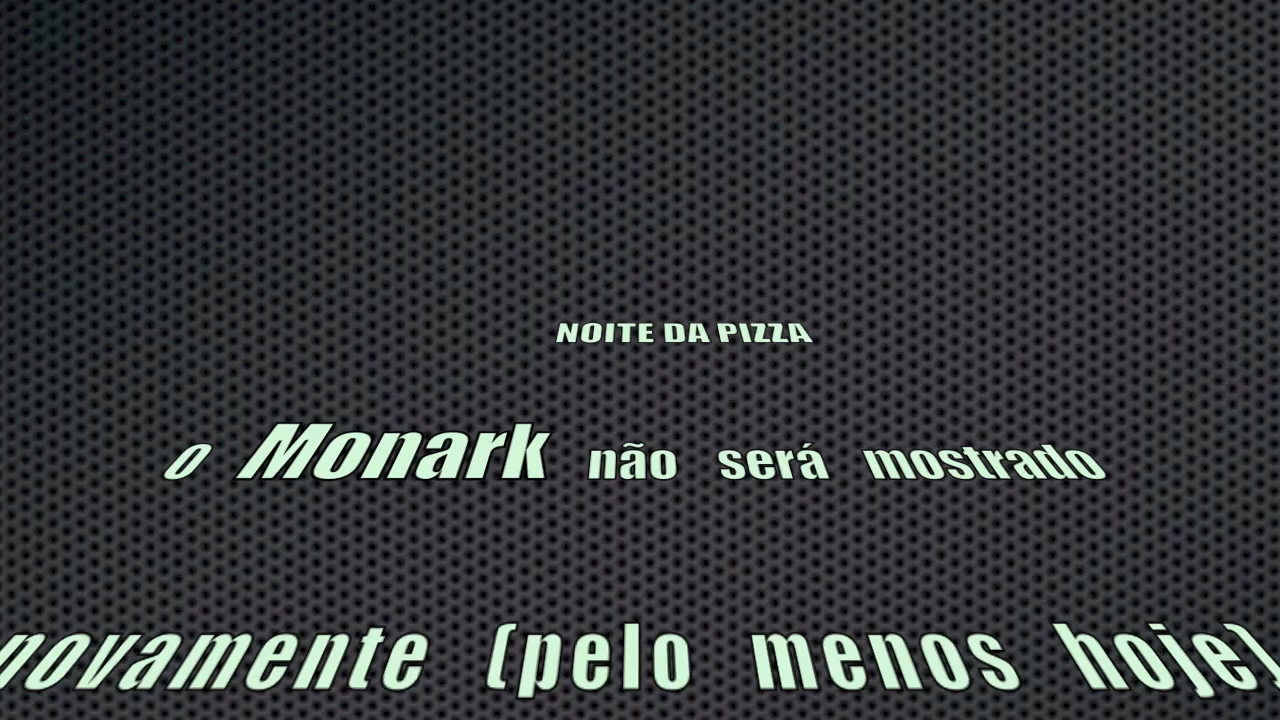 NOITE DA PIZZA
o Monark não será mostrado
novamente (pelo menos hoje)